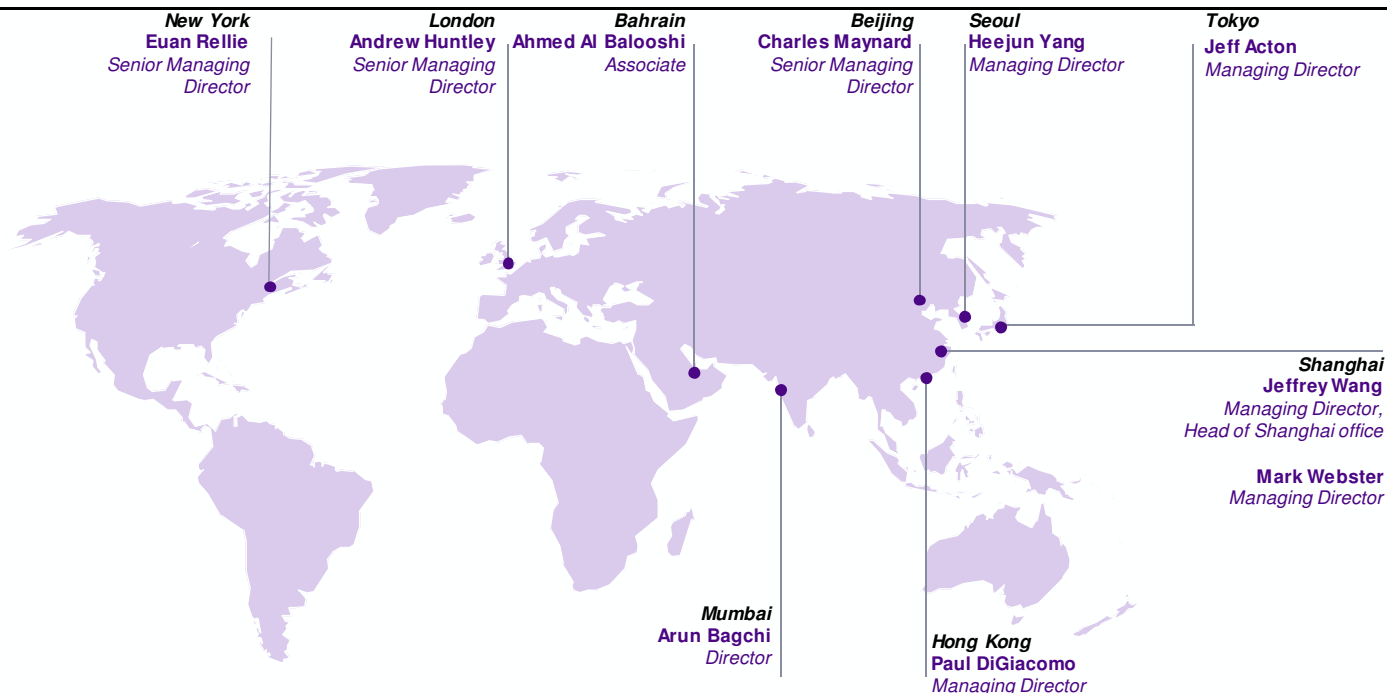 New York
Euan Rellie
Senior Managing
Director
London
Andrew Huntley
Senior Managing
Director
Bahrain
Ahmed Al Balooshi
Associate
Beijing
Charles Maynard
Senior Managing
Director
Seoul
Heejun Yang
Managing Director
Tokyo
Jeff Acton
Managing Director
Shanghai
Jeffrey Wang
Managing Director,
Head of Shanghai office
Mark Webster
Managing Director
Mumbai
Arun Bagchi
Director
Hong Kong
Paul DiGiacomo
Managing Director